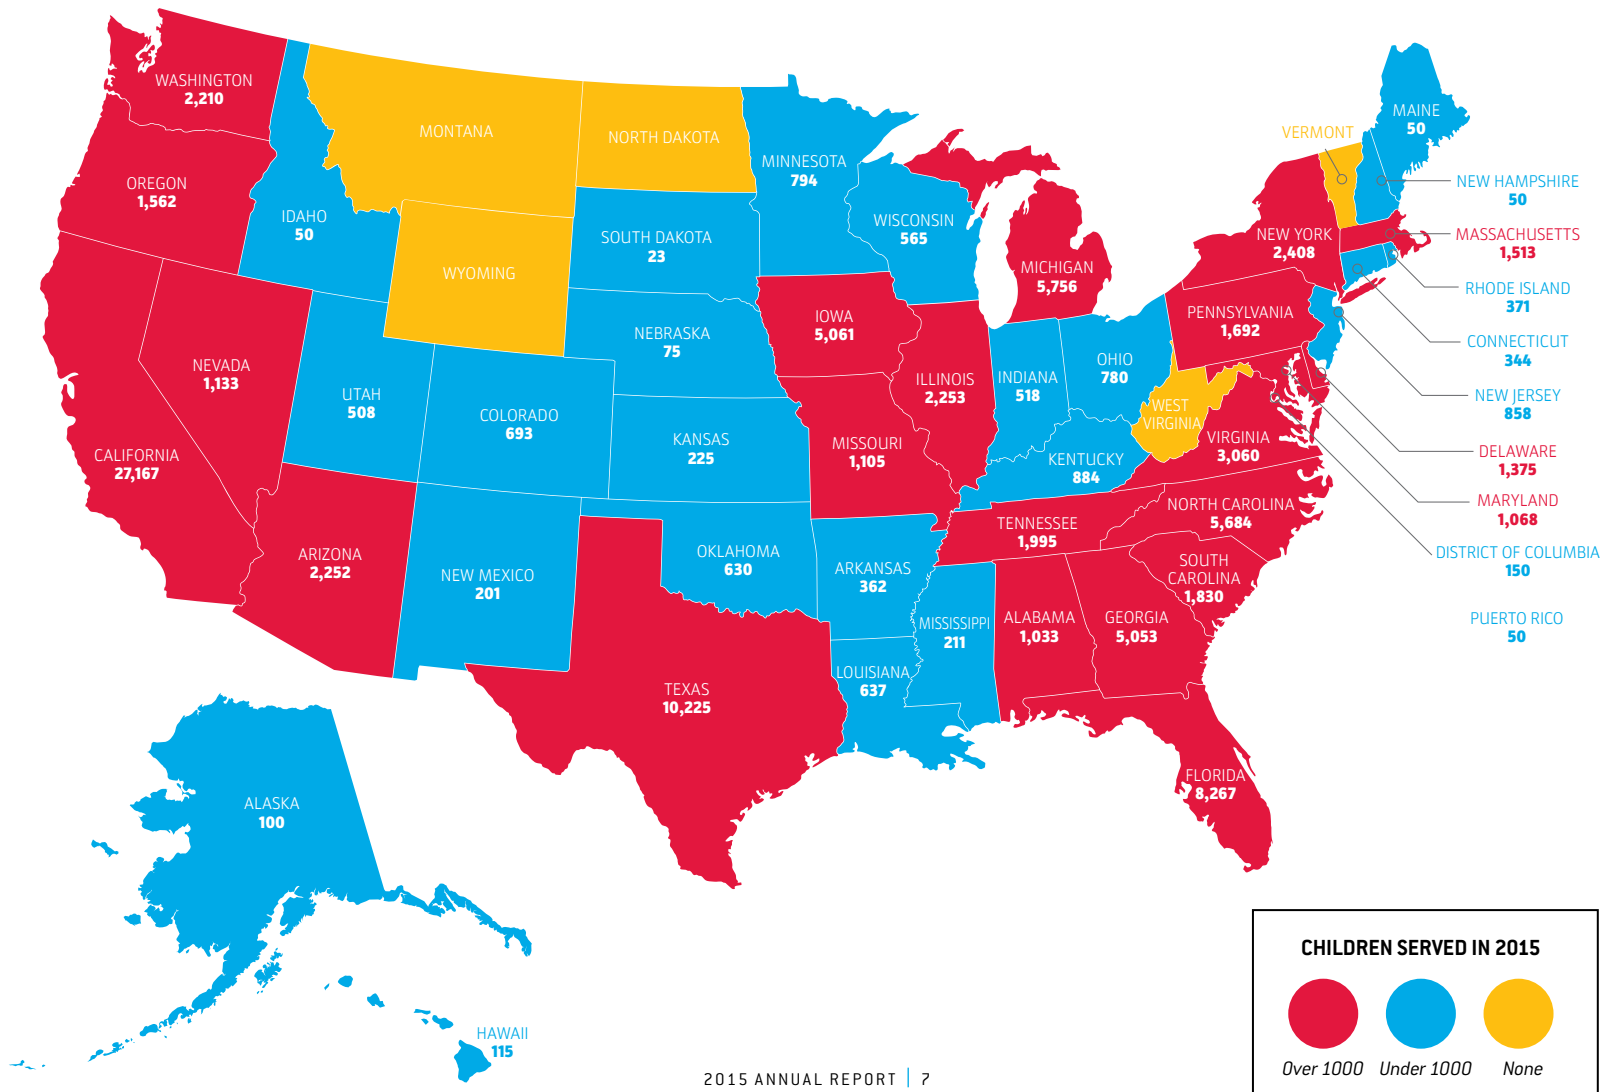 WASHINGTON
2,210
OREGON
1,562
IDAHO
50
MONTANA
NORTH DAKOTA
MINNESOTA
794
SOUTH DAKOTA
23
WYOMING
WISCONSIN
565
MICHIGAN
5,756
VERMONT
MAINE
50
NEW HAMPSHIRE
50
NEW YORK
2,408
MASSACHUSETTS
1,513
RHODE ISLAND
371
CONNECTICUT
344
NEW JERSEY
858
DELAWARE
1,375
MARYLAND
1,068
DISTRICT OF COLUMBIA
150
PUERTO RICO
50
PENNSYLVANIA
1,692
CALIFORNIA
27,167
NEVADA
1,133
UTAH
508
COLORADO
693
NEBRASKA
75
KANSAS
225
IOWA
5,061
MISSOURI
1,105
ILLINOIS
2,253
INDIANA
518
OHIO
780
WEST
VIRGINIA
VIRGINIA
3,060
KENTUCKY
884
NORTH CAROLINA
5,684
TENNESSEE
1,995
SOUTH
CAROLINA
1,830
ARIZONA
2,252
NEW MEXICO
201
OKLAHOMA
630
ARKANSAS
362
MISSISSIPPI
211
ALABAMA
1,033
GEORGIA
5,053
LOUISIANA
637
TEXAS
10,225
FLORIDA
8,267
ALASKA
100
HAWAII
115
CHILDREN SERVED IN 2015
Over 1000 Under 1000 None
2015 ANNUAL REPORT | 7